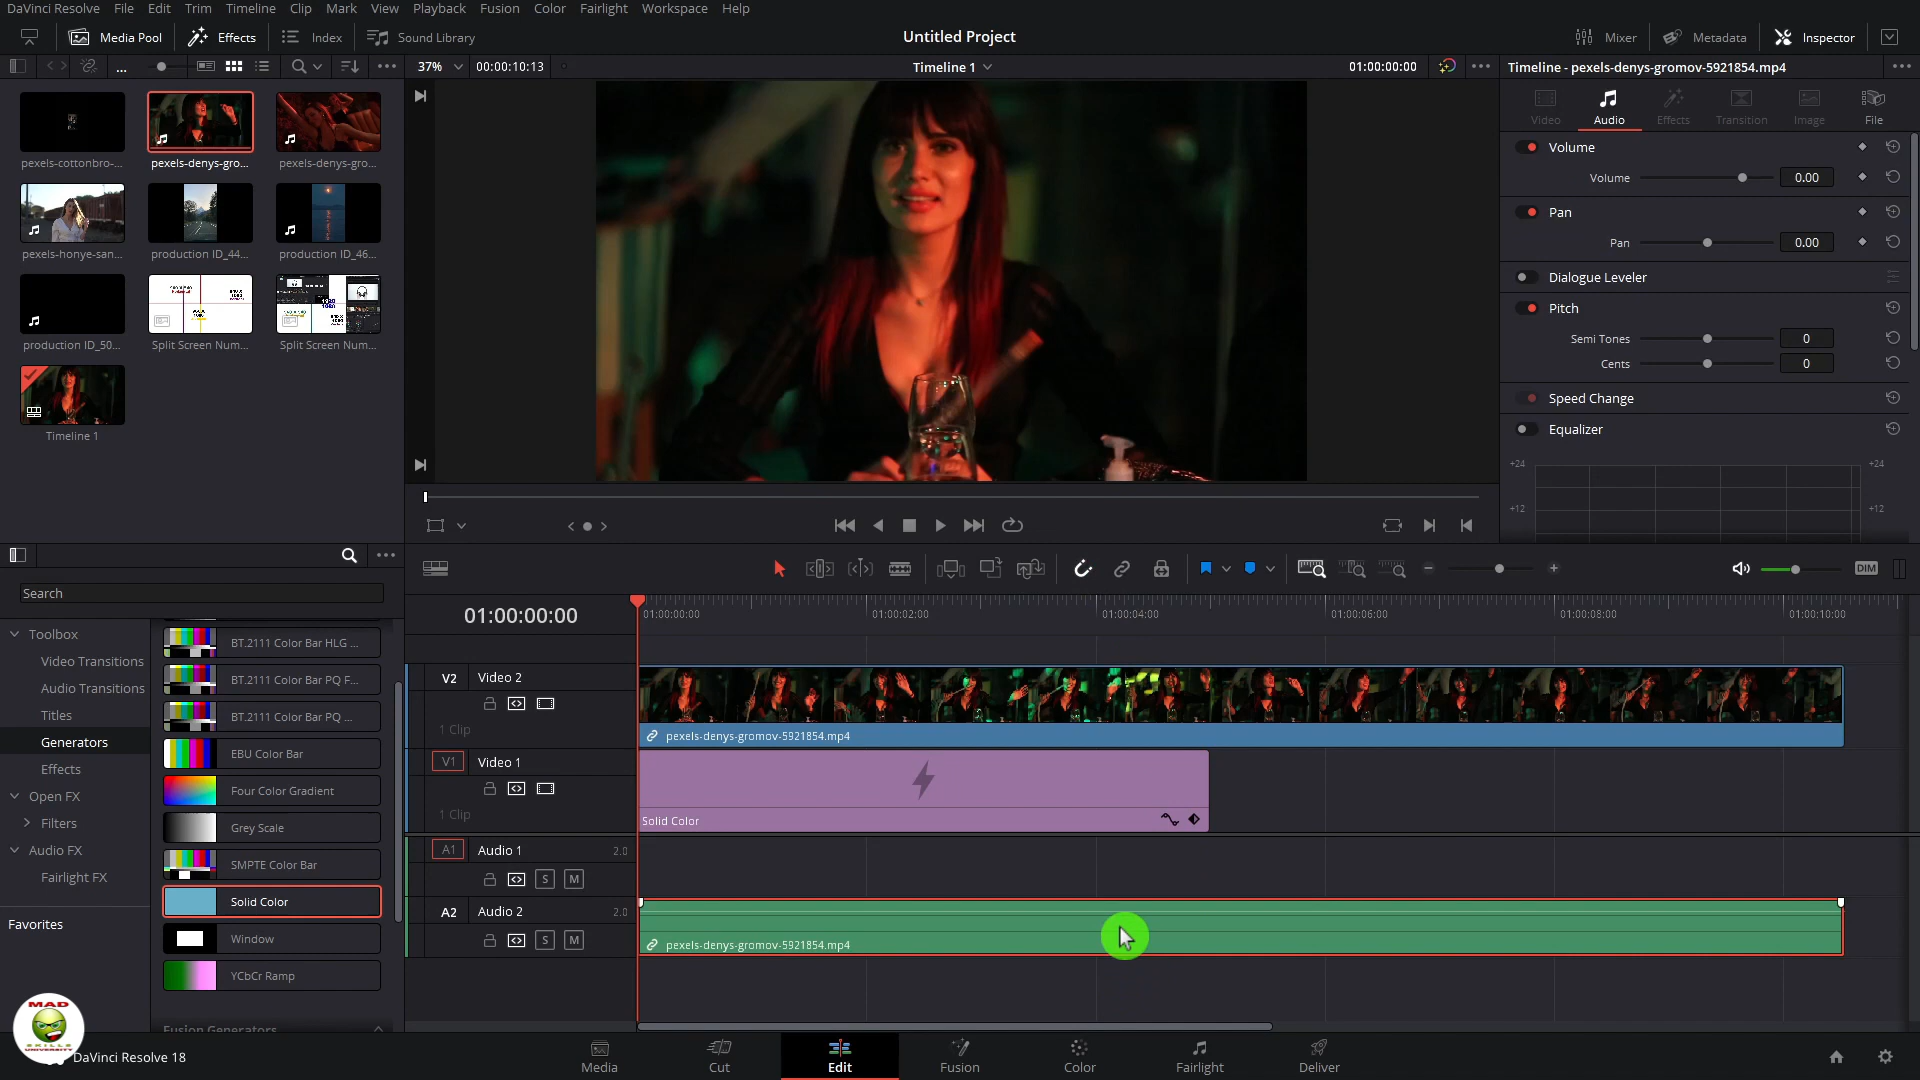 DaVinci Resolve File Edit Trim Timeline Clip Mark View Playback Fusion Color Fairlight Workspace Help
Media Pool Effects Index Sound Library
Untitled Project
Mixer Metadata Inspector
37% 00:00:10:13
Timeline 1
01:00:00:00
Timeline - pexels-denys-gromov-5921854.mp4
Video Audio Effects Transition Image File
pexels-cottonbro-... pexels-denys-gro... pexels-denys-gro...
pexels-honye-san... production ID_44... production ID_46...
production ID_50... Split Screen Num... Split Screen Num...
Timeline 1
Volume
Volume 0.00
Pan
Pan 0.00
Dialogue Leveler
Pitch
Semi Tones 0
Cents 0
Speed Change
Equalizer
+24 +24
+12 +12
Search
Toolbox
Video Transitions
Audio Transitions
Titles
Generators
Effects
Open FX
Filters
Audio FX
Fairlight FX
Favorites
BT.2111 Color Bar HLG ...
BT.2111 Color Bar PQ F...
BT.2111 Color Bar PQ ...
EBU Color Bar
Four Color Gradient
Grey Scale
SMPTE Color Bar
Solid Color
Window
YCbCr Ramp
Fusion Generators
DIM
01:00:00:00
01:00:00:00 01:00:02:00 01:00:04:00 01:00:06:00 01:00:08:00 01:00:10:00
V2 Video 2
1 Clip
pexels-denys-gromov-5921854.mp4
V1 Video 1
1 Clip
Solid Color
A1 Audio 1 2.0
S M
A2 Audio 2 2.0
S M
pexels-denys-gromov-5921854.mp4
MAD
DaVinci Resolve 18
Media Cut Edit Fusion Color Fairlight Deliver